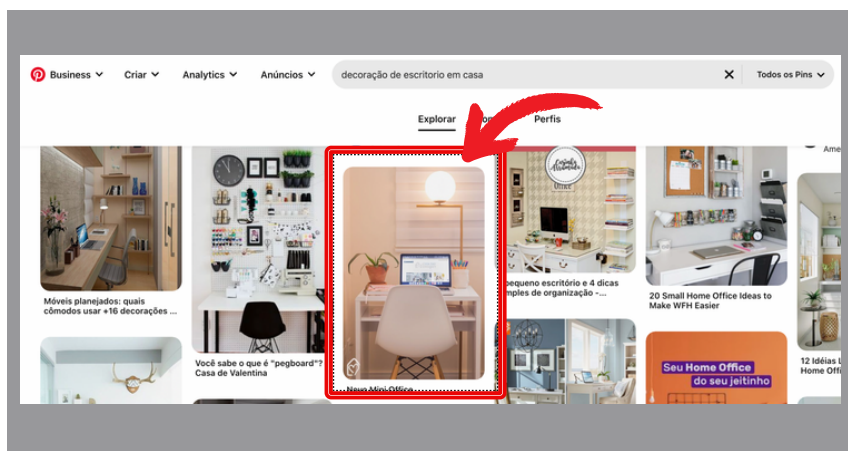 Business
Criar
Analytics
Anúncios
decoração de escritorio em casa
Todos os Pins
Explorar
Perfis
Ame
Móveis planejados: quais
cômodos usar +16 decorações ...
Você sabe o que é "pegboard"?
Casa de Valentina
Novo Mini Office
Office
pequeno escritório e 4 dicas
mples de organização -...
20 Small Home Office Ideas to
Make WFH Easier
Seu Home Office
do seu jeitinho
12 Idéias L
Home Offi